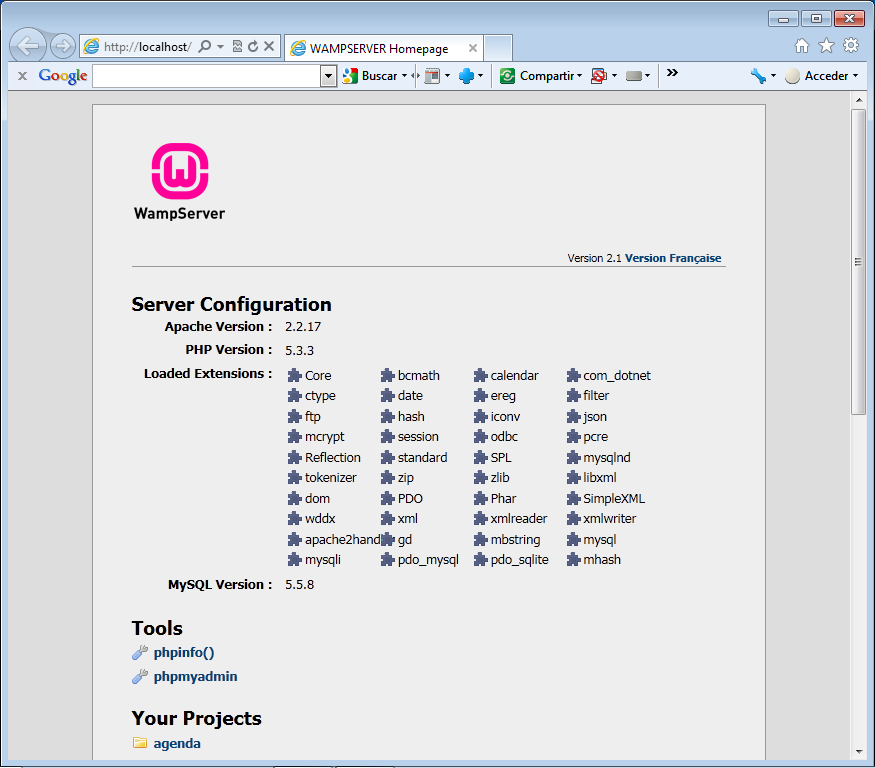 http://localhost/
WAMPSERVER Homepage
Google
Buscar
Compartir
Acceder
W
WampServer
Version 2.1 Version Française
Server Configuration
Apache Version : 2.2.17
PHP Version : 5.3.3
Loaded Extensions : Core bcmath calendar com_dotnet
ctype date ereg filter
ftp hash iconv json
mcrypt session odbc pcre
Reflection standard SPL mysqlnd
tokenizer zip zlib libxml
dom PDO Phar SimpleXML
wddx xml xmlreader xmlwriter
apache2hand gd mbstring mysql
mysqli pdo_mysql pdo_sqlite mhash
MySQL Version : 5.5.8
Tools
phpinfo()
phpmyadmin
Your Projects
agenda